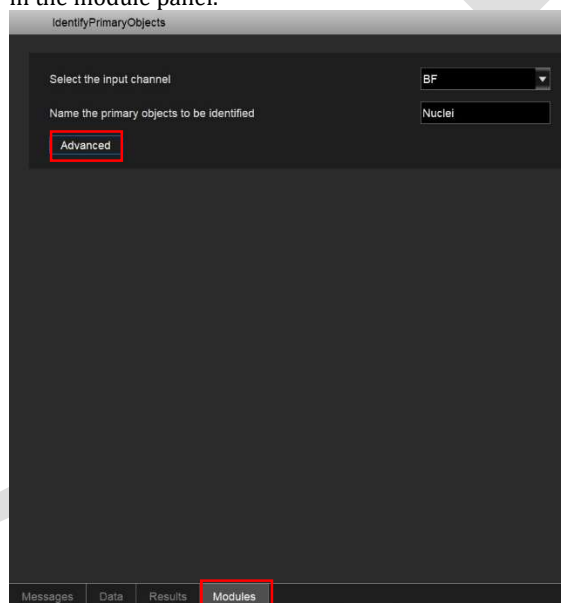 in the module panel.
IdentifyPrimaryObjects
Select the input channel BF
Name the primary objects to be identified Nuclei
Advanced
Messages Data Results Modules